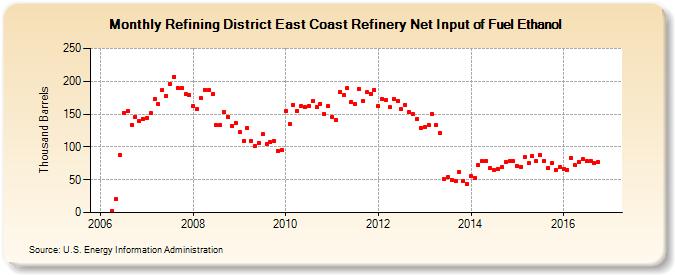 Monthly Refining District East Coast Refinery Net Input of Fuel Ethanol
Thousand Barrels
250
200
150
100
50
0
2006 2008 2010 2012 2014 2016
Source: U.S. Energy Information Administration